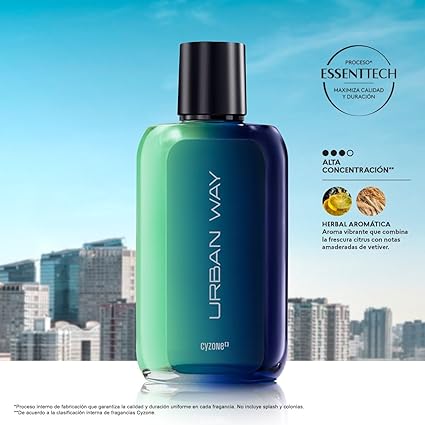 PROCESO*
ESSENTTECH
MAXIMIZA CALIDAD
Y DURACIÓN
ALTA
CONCENTRACIÓN**
HERBAL AROMÁTICA
Aroma vibrante que combina
la frescura citrus con notas
amaderadas de vetiver.
URBAN WAY
cyzone
*Proceso interno de fabricación que garantiza la calidad y duración uniforme en cada fragancia. No incluye splash y colonias.
**De acuerdo a la clasificación interna de fragancias Cyzone.